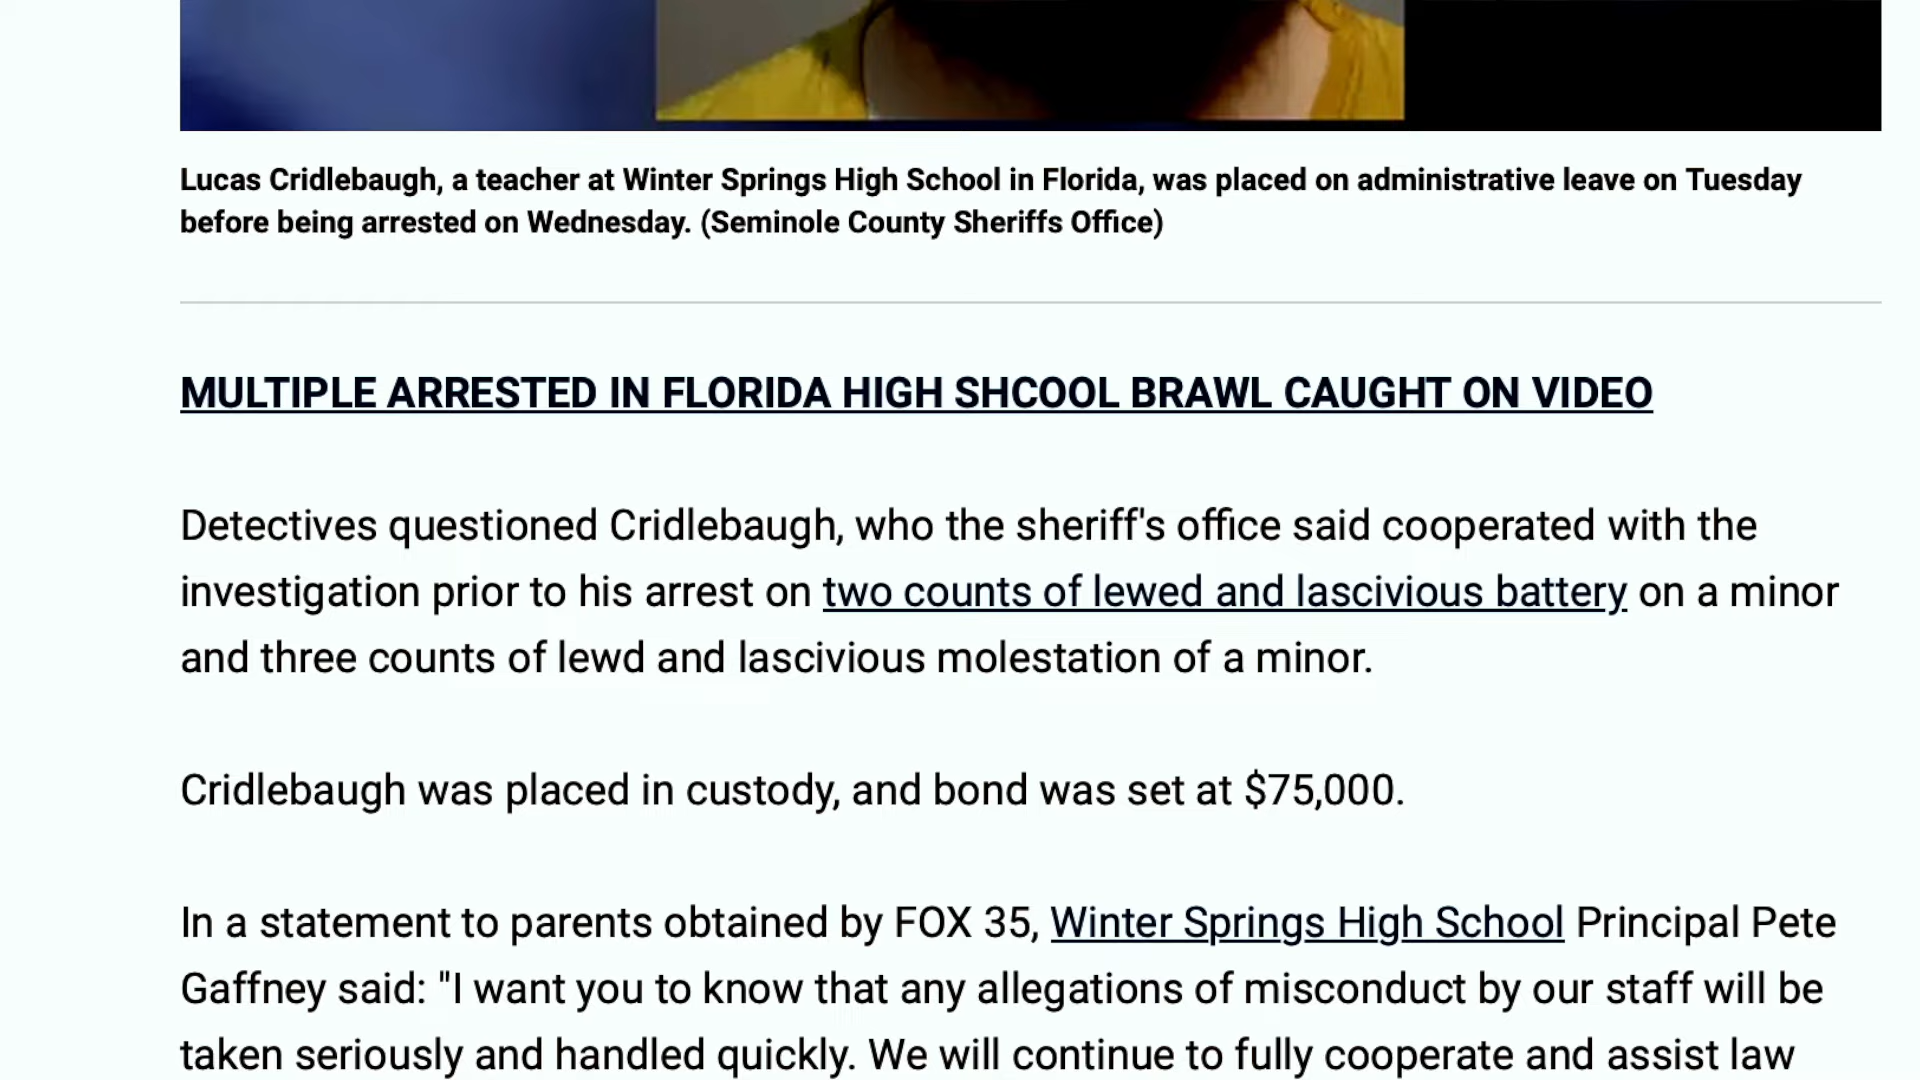 Lucas Cridlebaugh, a teacher at Winter Springs High School in Florida, was placed on administrative leave on Tuesday
before being arrested on Wednesday. (Seminole County Sheriffs Office)
MULTIPLE ARRESTED IN FLORIDA HIGH SHCOOL BRAWL CAUGHT ON VIDEO
Detectives questioned Cridlebaugh, who the sheriff's office said cooperated with the
investigation prior to his arrest on two counts of lewed and lascivious battery on a minor
and three counts of lewd and lascivious molestation of a minor.
Cridlebaugh was placed in custody, and bond was set at $75,000.
In a statement to parents obtained by FOX 35, Winter Springs High School Principal Pete
Gaffney said: "I want you to know that any allegations of misconduct by our staff will be
taken seriously and handled quickly. We will continue to fully cooperate and assist law